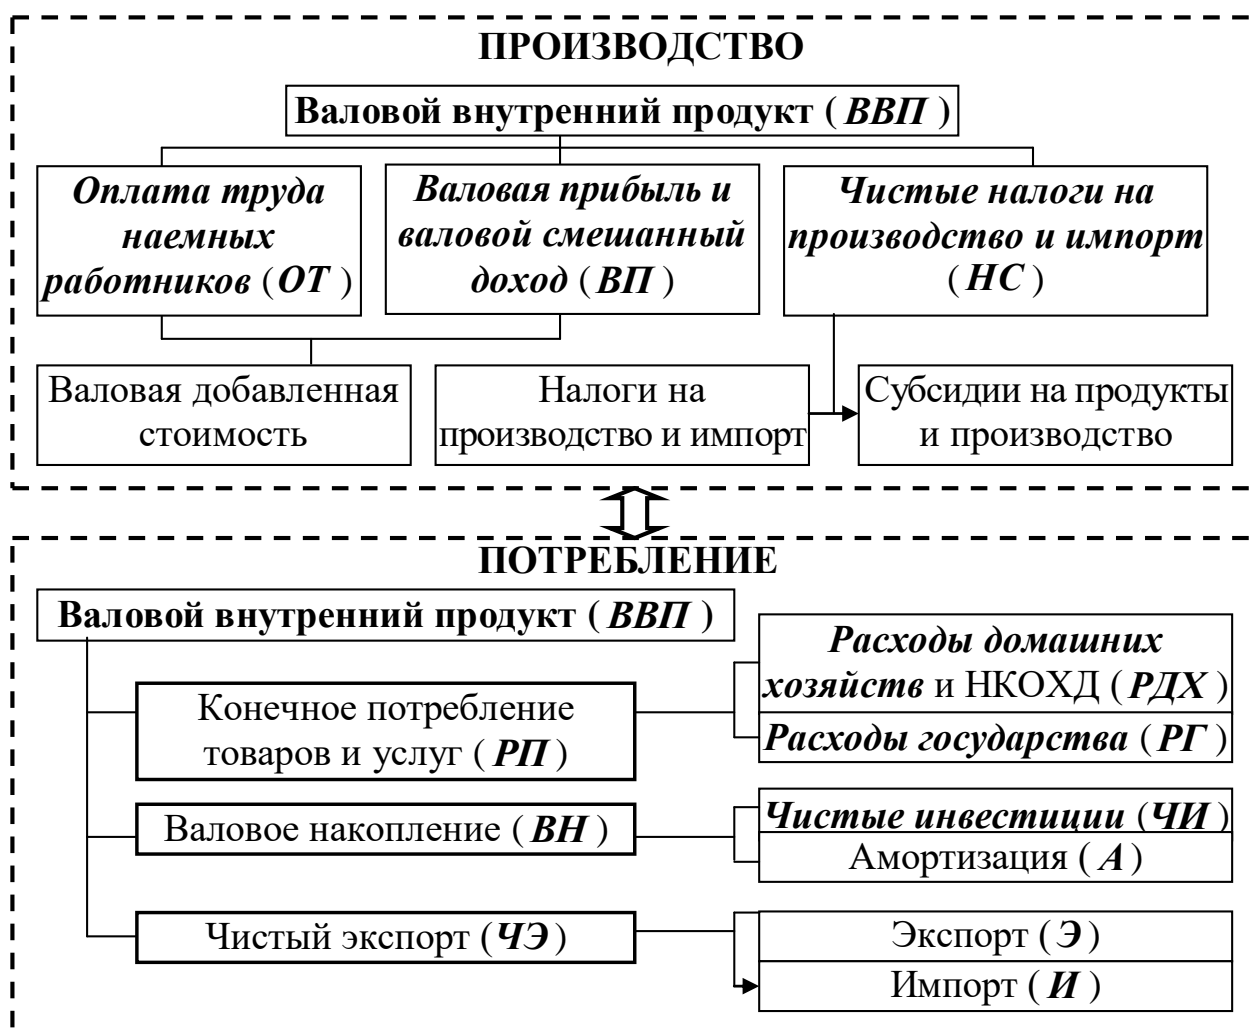 ПРОИЗВОДСТВО
Валовой внутренний продукт ( ВВП )
Оплата труда
наемных
работников ( ОТ )
Валовая прибыль и
валовой смешанный
доход ( ВП )
Чистые налоги на
производство и импорт
( НС )
Валовая добавленная
стоимость
Налоги на
производство и импорт
Субсидии на продукты
и производство
ПОТРЕБЛЕНИЕ
Валовой внутренний продукт ( ВВП )
Расходы домашних
хозяйств и НКОХД ( РДХ )
Расходы государства ( РГ )
Конечное потребление
товаров и услуг ( РП )
Чистые инвестиции (ЧИ )
Валовое накопление ( ВН )
Амортизация ( А )
Чистый экспорт (ЧЭ )
Экспорт ( Э )
Импорт ( И )